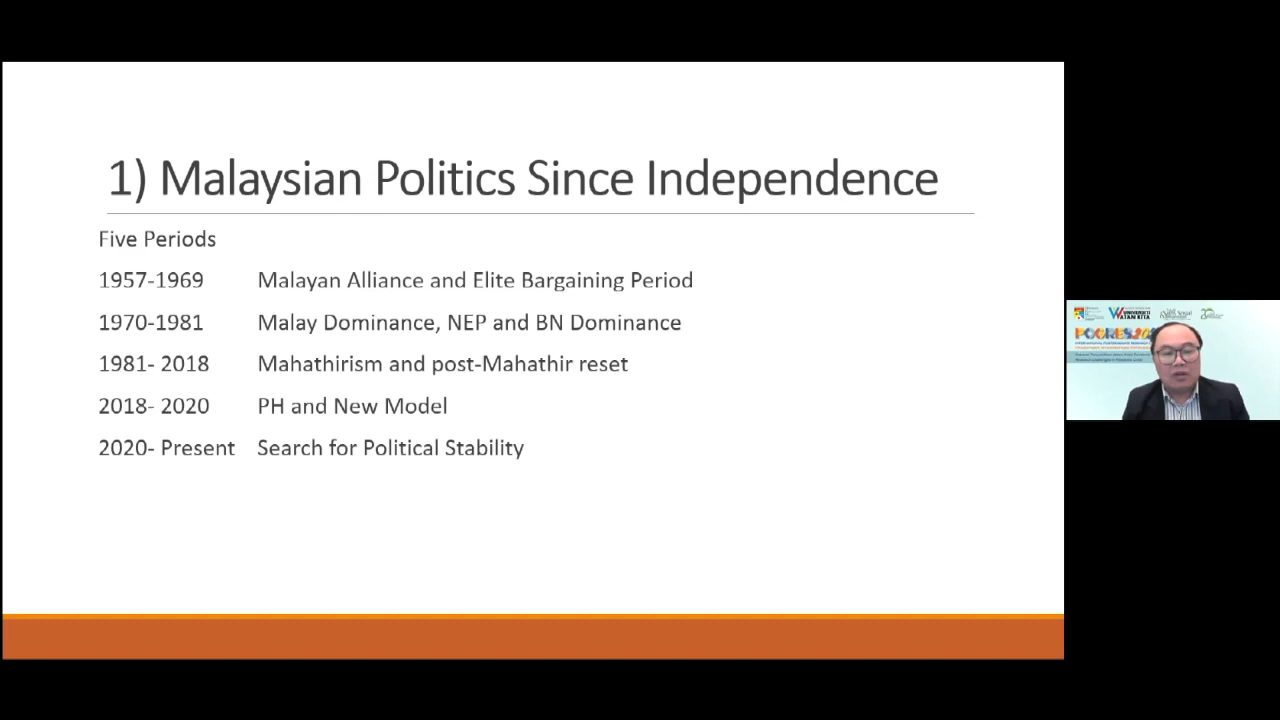 1) Malaysian Politics Since Independence
Five Periods
1957-1969 Malayan Alliance and Elite Bargaining Period
1970-1981 Malay Dominance, NEP and BN Dominance
1981- 2018 Mahathirism and post-Mahathir reset
2018- 2020 PH and New Model
2020- Present Search for Political Stability